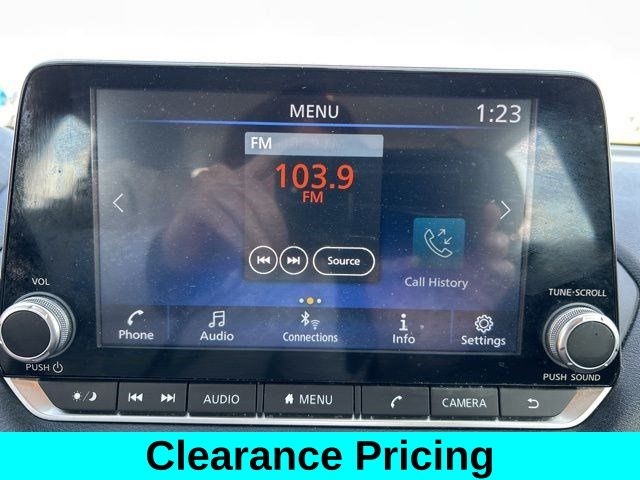 MENU 1:23
FM
103.9
FM
Source
Call History
VOL
TUNE·SCROLL
Phone Audio Connections Info Settings
PUSH
PUSH SOUND
AUDIO MENU CAMERA
Clearance Pricing